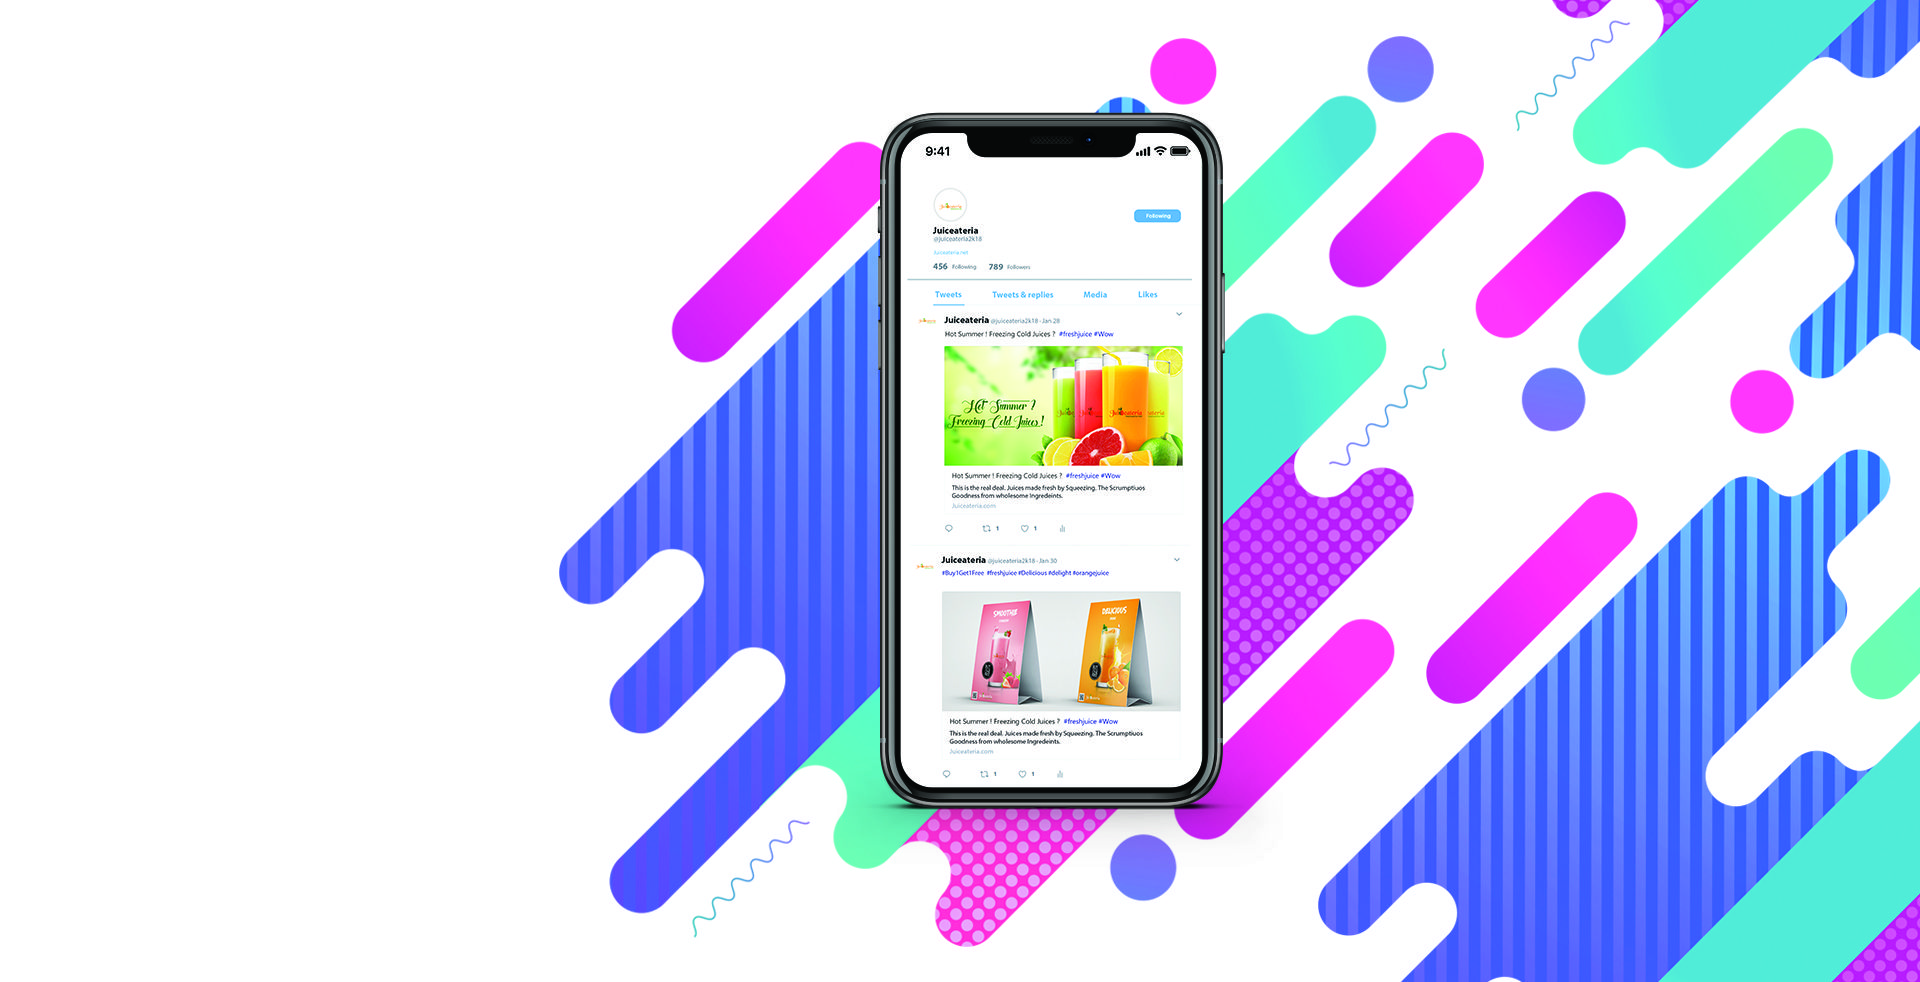 9:41
Juiceateria
Following
Juiceateria
@juiceateria2k18
Juiceateria.net
456 Following 789 Followers
Tweets Tweets & replies Media Likes
Juiceateria @juiceateria2k18 - Jan 28
Hot Summer ! Freezing Cold Juices ? #freshjuice #Wow
Hot Summer ?
Freezing Cold Juices !
Juiceateria
Hot Summer ! Freezing Cold Juices ? #freshjuice #Wow
This is the real deal. Juices made fresh by Squeezing. The Scrumptiuos
Goodness from wholesome Ingredeints.
Juiceateria.com
1 1
Juiceateria @juiceateria2k18 - Jan 30
#Buy1Get1Free #freshjuice #Delicious #delight #orangejuice
SMOOTHIE
DELICIOUS
Hot Summer ! Freezing Cold Juices ? #freshjuice #Wow
This is the real deal. Juices made fresh by Squeezing. The Scrumptiuos
Goodness from wholesome Ingredeints.
Juiceateria.com
1 1